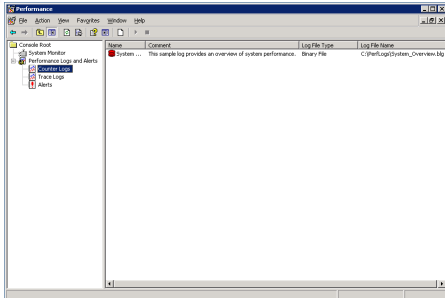 Performance
File Action View Favorites Window Help
Console Root
System Monitor
Performance Logs and Alerts
Counter Logs
Trace Logs
Alerts
Name Comment Log File Type Log File Name
System ... This sample log provides an overview of system performance. Binary File C:\PerfLogs\System_Overview.blg